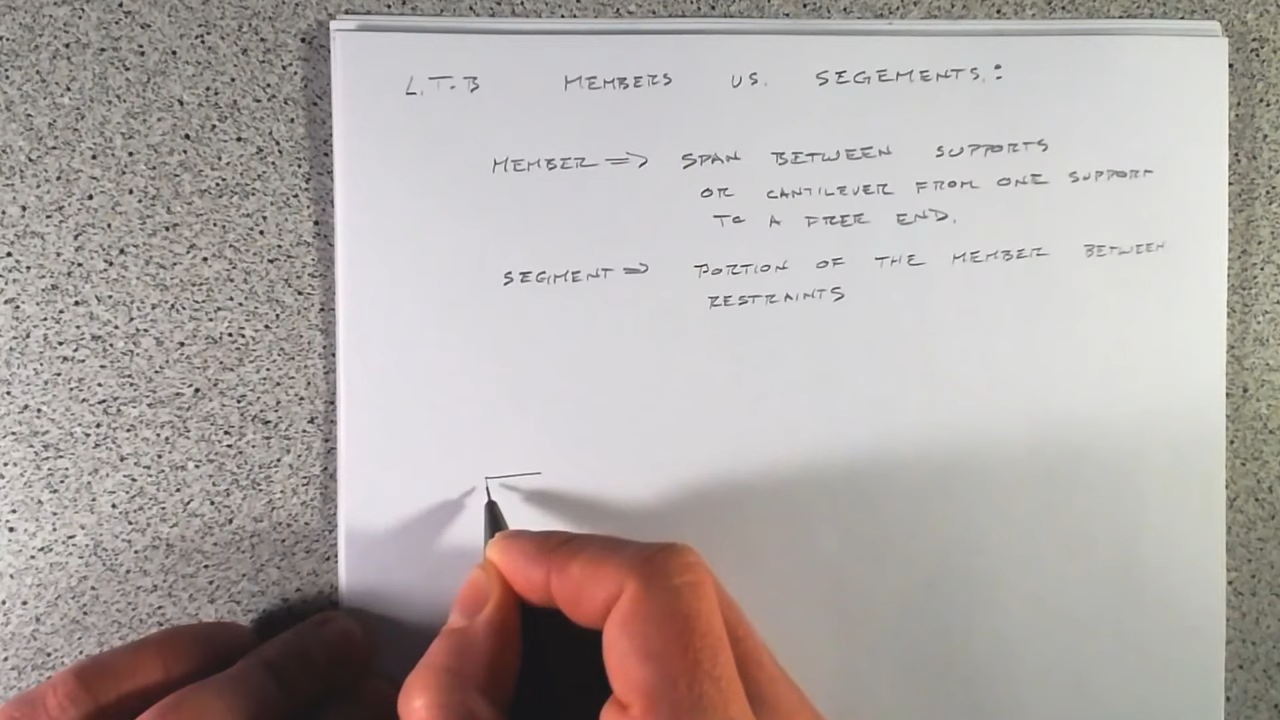 L.T.B MEMBERS VS. SEGEMENTS.:
MEMBER => SPAN BETWEEN SUPPORTS
OR CANTILEVER FROM ONE SUPPORT
TO A FREE END.
SEGMENT => PORTION OF THE MEMBER BETWEEN
RESTRAINTS